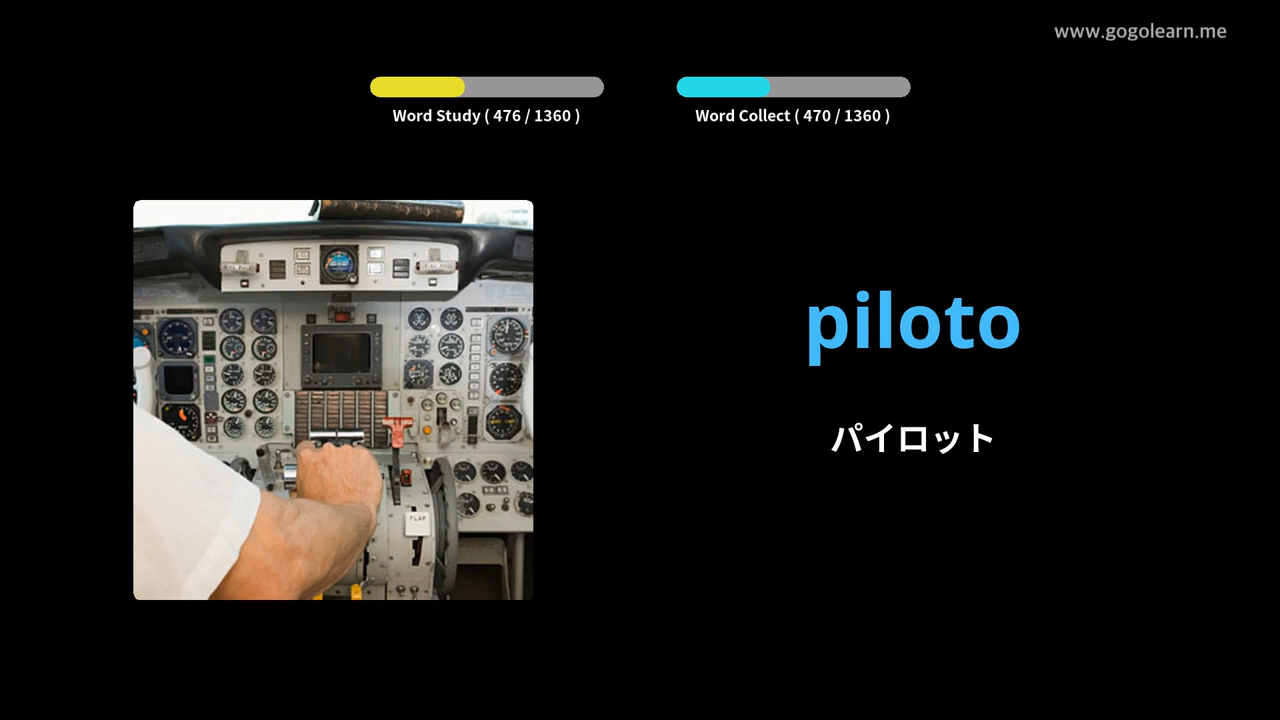 www.gogolearn.me
Word Study ( 476 / 1360 )
Word Collect ( 470 / 1360 )
piloto
パイロット
FLAP